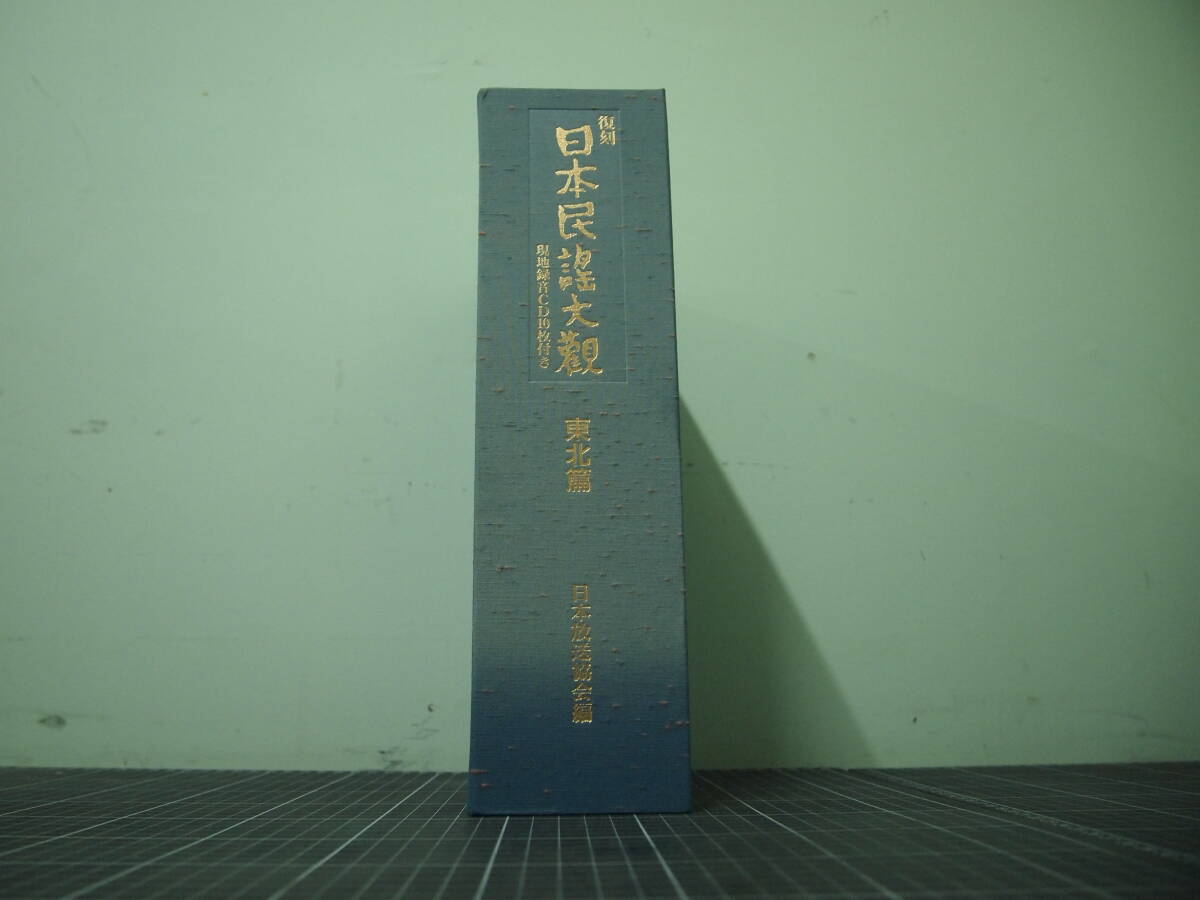 復刻
日本民謡大觀
現地録音CD10枚付き
東北篇
日本放送協会編